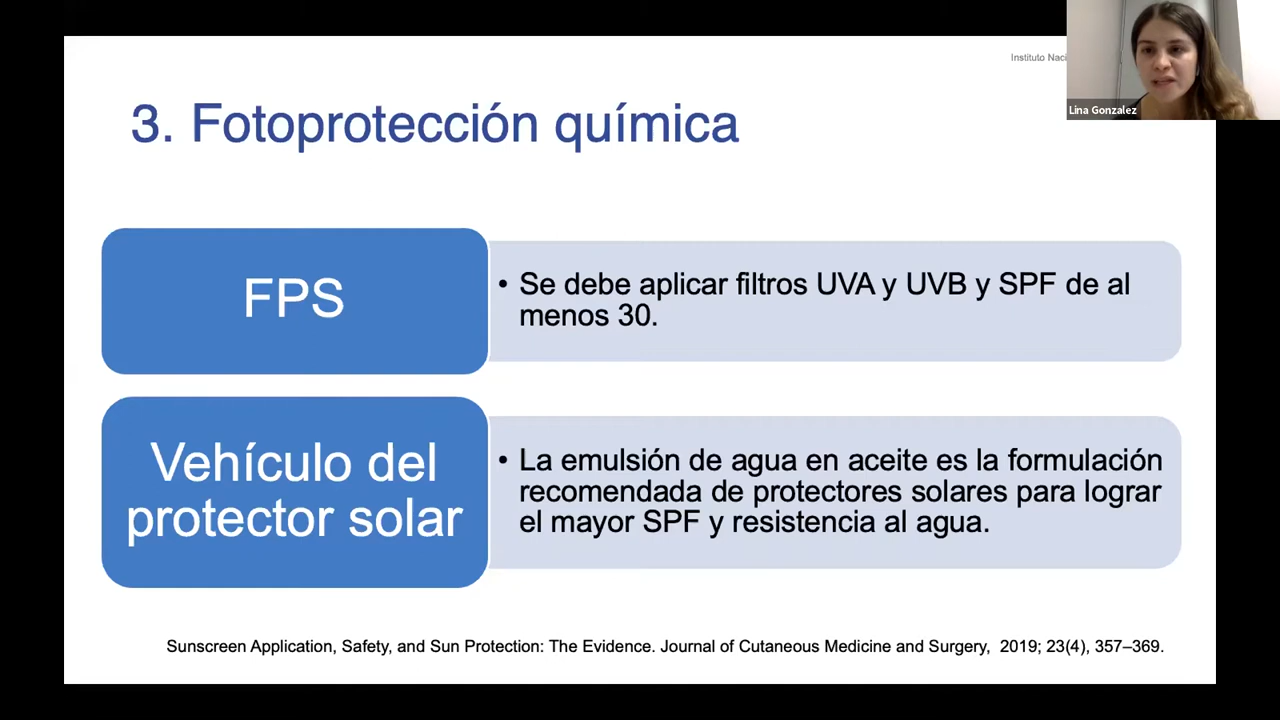 Instituto
Lina Gonzalez
3. Fotoprotección química
FPS
• Se debe aplicar filtros UVA y UVB y SPF de al
menos 30.
Vehículo del
protector solar
• La emulsión de agua en aceite es la formulación
recomendada de protectores solares para lograr
el mayor SPF y resistencia al agua.
Sunscreen Application, Safety, and Sun Protection: The Evidence. Journal of Cutaneous Medicine and Surgery, 2019; 23(4), 357–369.